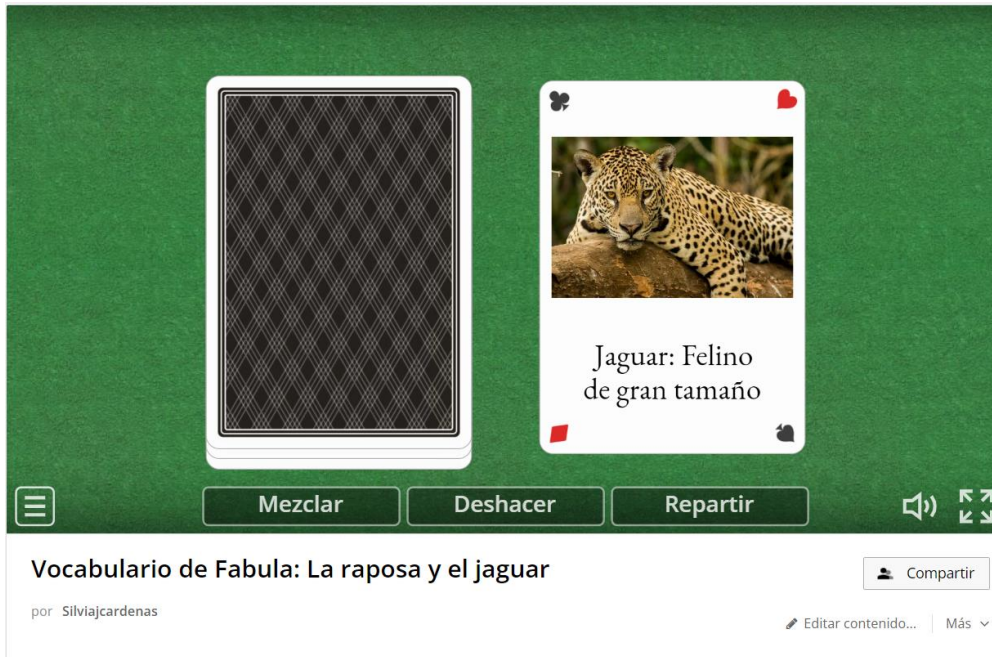 Jaguar: Felino
de gran tamaño
Mezclar
Deshacer
Repartir
Vocabulario de Fabula: La raposa y el jaguar
Compartir
por Silviajcardenas
Editar contenido...
Más